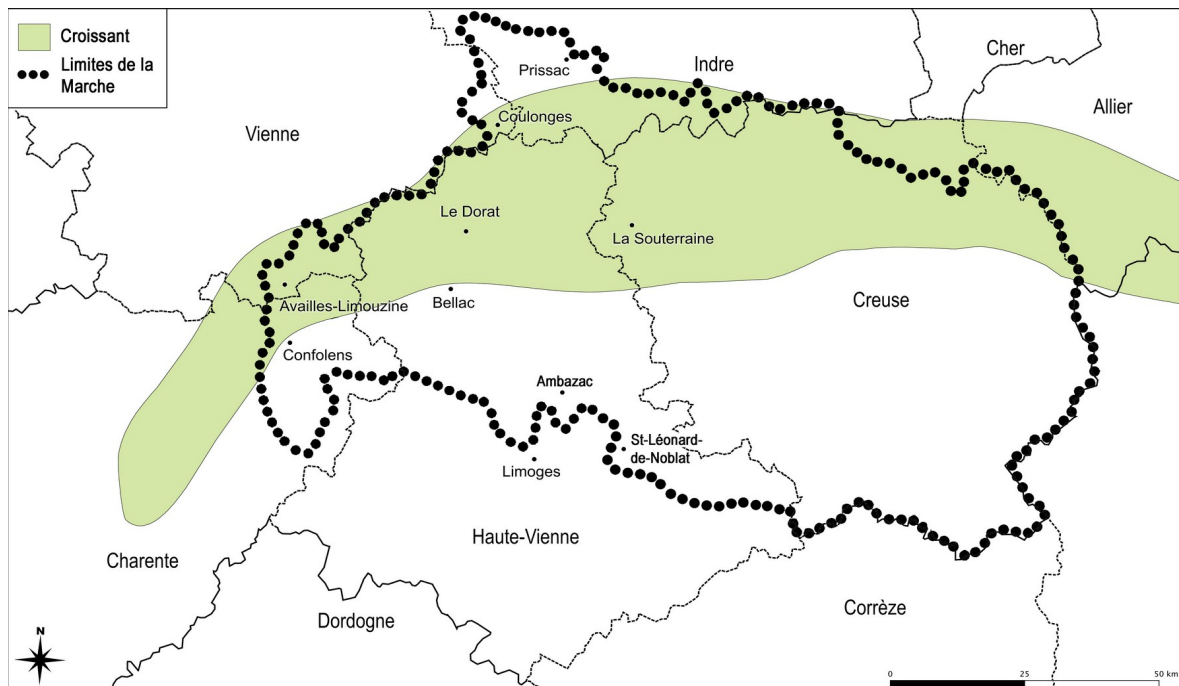 Croissant
Limites de la
Marche
Cher
Prissac
Indre
Allier
Vienne
Coulonges
Le Dorat
La Souterraine
Availles-Limouzine
Bellac
Creuse
Confolens
Ambazac
St-Léonard-
de-Noblat
Limoges
Haute-Vienne
Charente
Dordogne
Corrèze
N
0 25 50 km